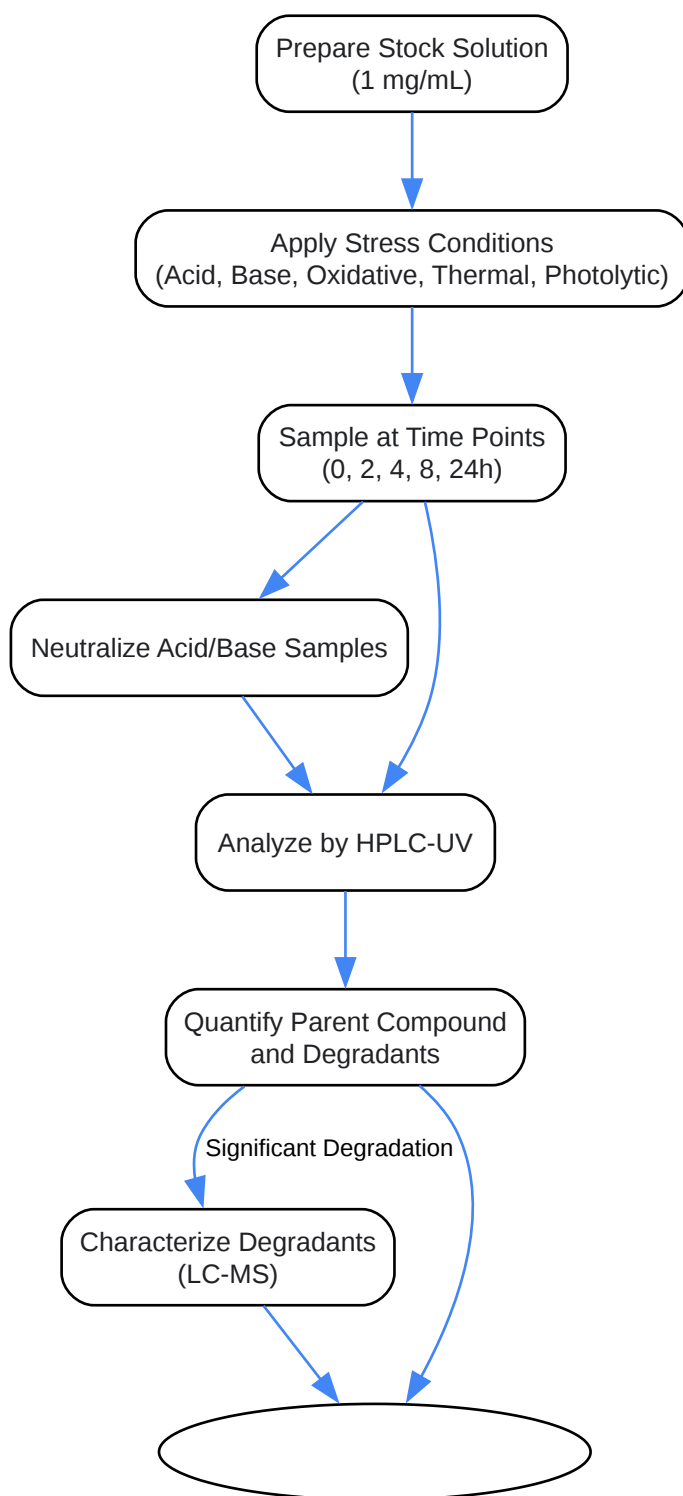 Prepare Stock Solution
(1 mg/mL)
Apply Stress Conditions
(Acid, Base, Oxidative, Thermal, Photolytic)
Sample at Time Points
(0, 2, 4, 8, 24h)
Neutralize Acid/Base Samples
Analyze by HPLC-UV
Quantify Parent Compound
and Degradants
Significant Degradation
Characterize Degradants
(LC-MS)